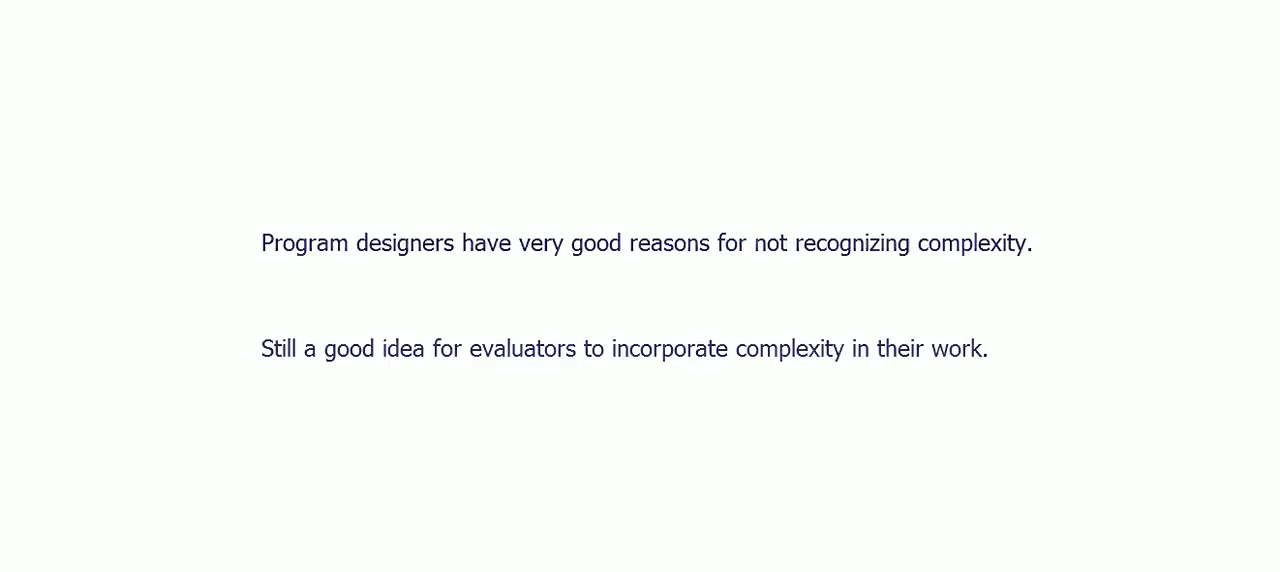 Program designers have very good reasons for not recognizing complexity.
Still a good idea for evaluators to incorporate complexity in their work.